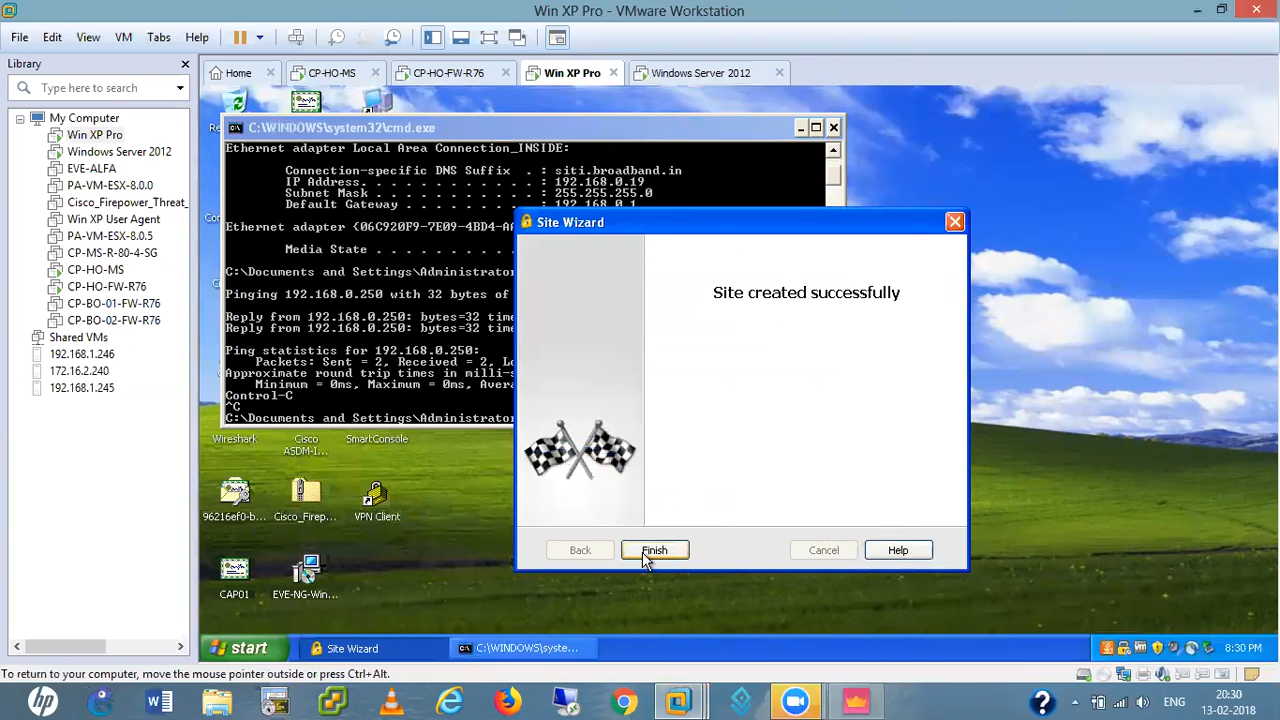 Win XP Pro - VMware Workstation
File Edit View VM Tabs Help
Library
Type here to search
My Computer
Win XP Pro
Windows Server 2012
EVE-ALFA
PA-VM-ESX-8.0.0
Cisco_Firepower_Threat_
Win XP User Agent
PA-VM-ESX-8.0.5
CP-MS-R-80-4-SG
CP-HO-MS
CP-HO-FW-R76
CP-BO-01-FW-R76
CP-BO-02-FW-R76
Shared VMs
192.168.1.246
172.16.2.240
192.168.1.245
Home CP-HO-MS CP-HO-FW-R76 Win XP Pro Windows Server 2012
C:\WINDOWS\system32\cmd.exe
Ethernet adapter Local Area Connection_INSIDE:
Connection-specific DNS Suffix . : siti.broadband.in
IP Address. . . . . . . . . . . . : 192.168.0.19
Subnet Mask . . . . . . . . . . . : 255.255.255.0
Default Gateway . . . . . . . . . : 192.168.0.1
Ethernet adapter {06C920F9-7E09-4BD4-A
Media State . . . . . . . . .
C:\Documents and Settings\Administrator
Pinging 192.168.0.250 with 32 bytes of
Reply from 192.168.0.250: bytes=32 time
Reply from 192.168.0.250: bytes=32 time
Ping statistics for 192.168.0.250:
Packets: Sent = 2, Received = 2, Lo
Approximate round trip times in milli-s
Minimum = 0ms, Maximum = 0ms, Avera
Control-C
^C
C:\Documents and Settings\Administrator
Site Wizard
Site created successfully
Back Finish Cancel Help
Wireshark
Cisco ASDM-I...
SmartConsole
96216ef0-b...
Cisco_Firep...
VPN Client
CAP01
EVE-NG-Win...
start Site Wizard C:\WINDOWS\syste... 8:30 PM
To return to your computer, move the mouse pointer outside or press Ctrl+Alt.
ENG
20:30
13-02-2018